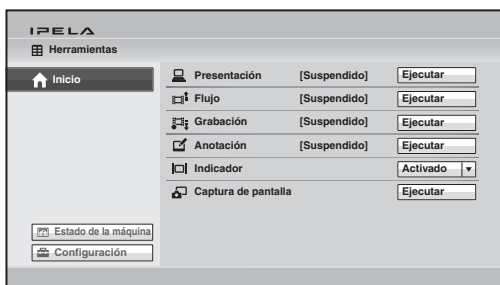 IPELA
Herramientas
Inicio
Presentación [Suspendido] Ejecutar
Flujo [Suspendido] Ejecutar
Grabación [Suspendido] Ejecutar
Anotación [Suspendido] Ejecutar
Indicador Activado
Captura de pantalla Ejecutar
Estado de la máquina
Configuración